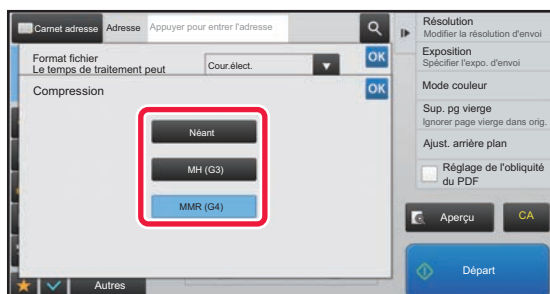 Carnet adresse
Adresse
Appuyer pour entrer l'adresse
Format fichier
Le temps de traitement peut
Cour.élect.
OK
Compression
OK
Néant
MH (G3)
MMR (G4)
Autres
Résolution
Modifier la résolution d'envoi
Exposition
Spécifier l'expo. d'envoi
Mode couleur
Sup. pg vierge
Ignorer page vierge dans orig.
Ajust. arrière plan
Réglage de l'obliquité
du PDF
Aperçu
CA
Départ